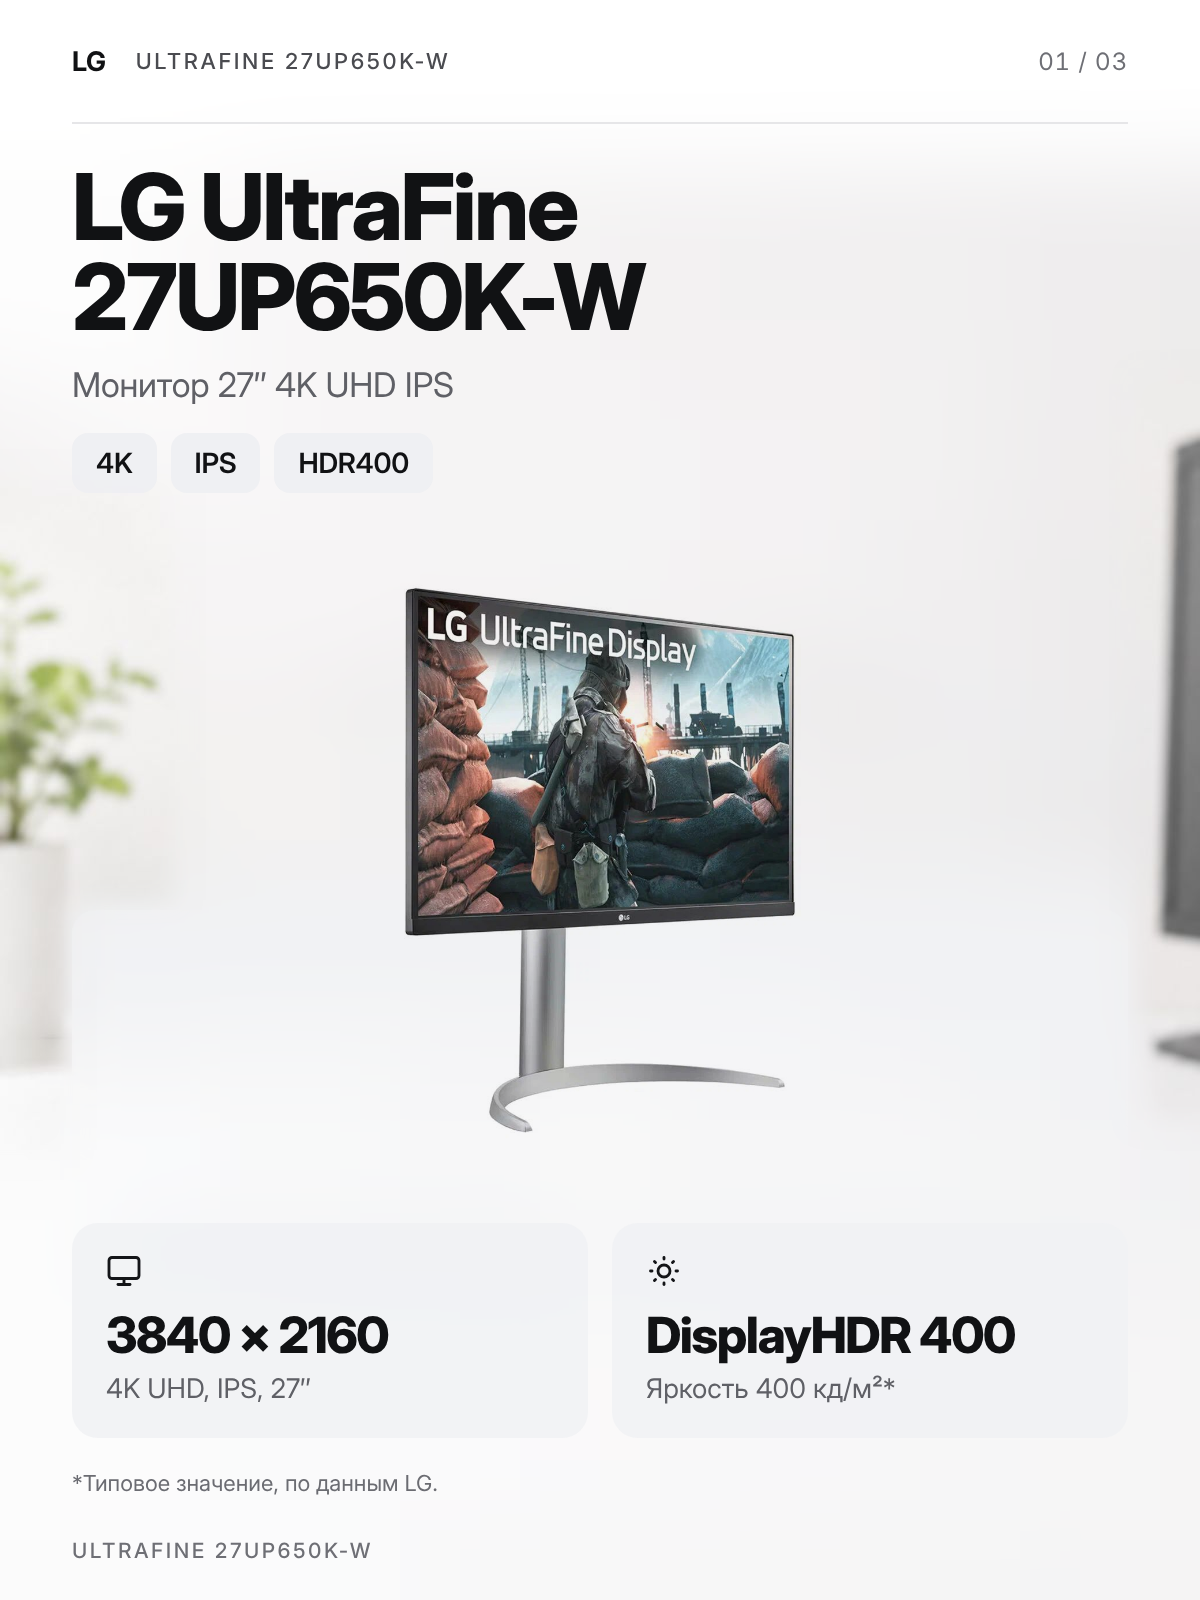 LG ULTRAFINE 27UP650K-W 01 / 03
LG UltraFine
27UP650K-W
Монитор 27″ 4K UHD IPS
4K IPS HDR400
LG UltraFine Display
LG
3840 × 2160
4K UHD, IPS, 27″
DisplayHDR 400
Яркость 400 кд/м²*
*Типовое значение, по данным LG.
ULTRAFINE 27UP650K-W